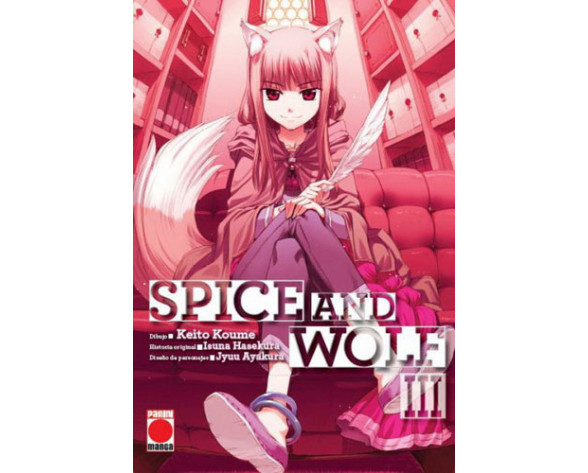 SPICE AND
Dibujo Keito Koume
Historia original Isuna Hasekura
Diseño de personajes Jyuu Ayakura
WOLF
III
PANINI
manga